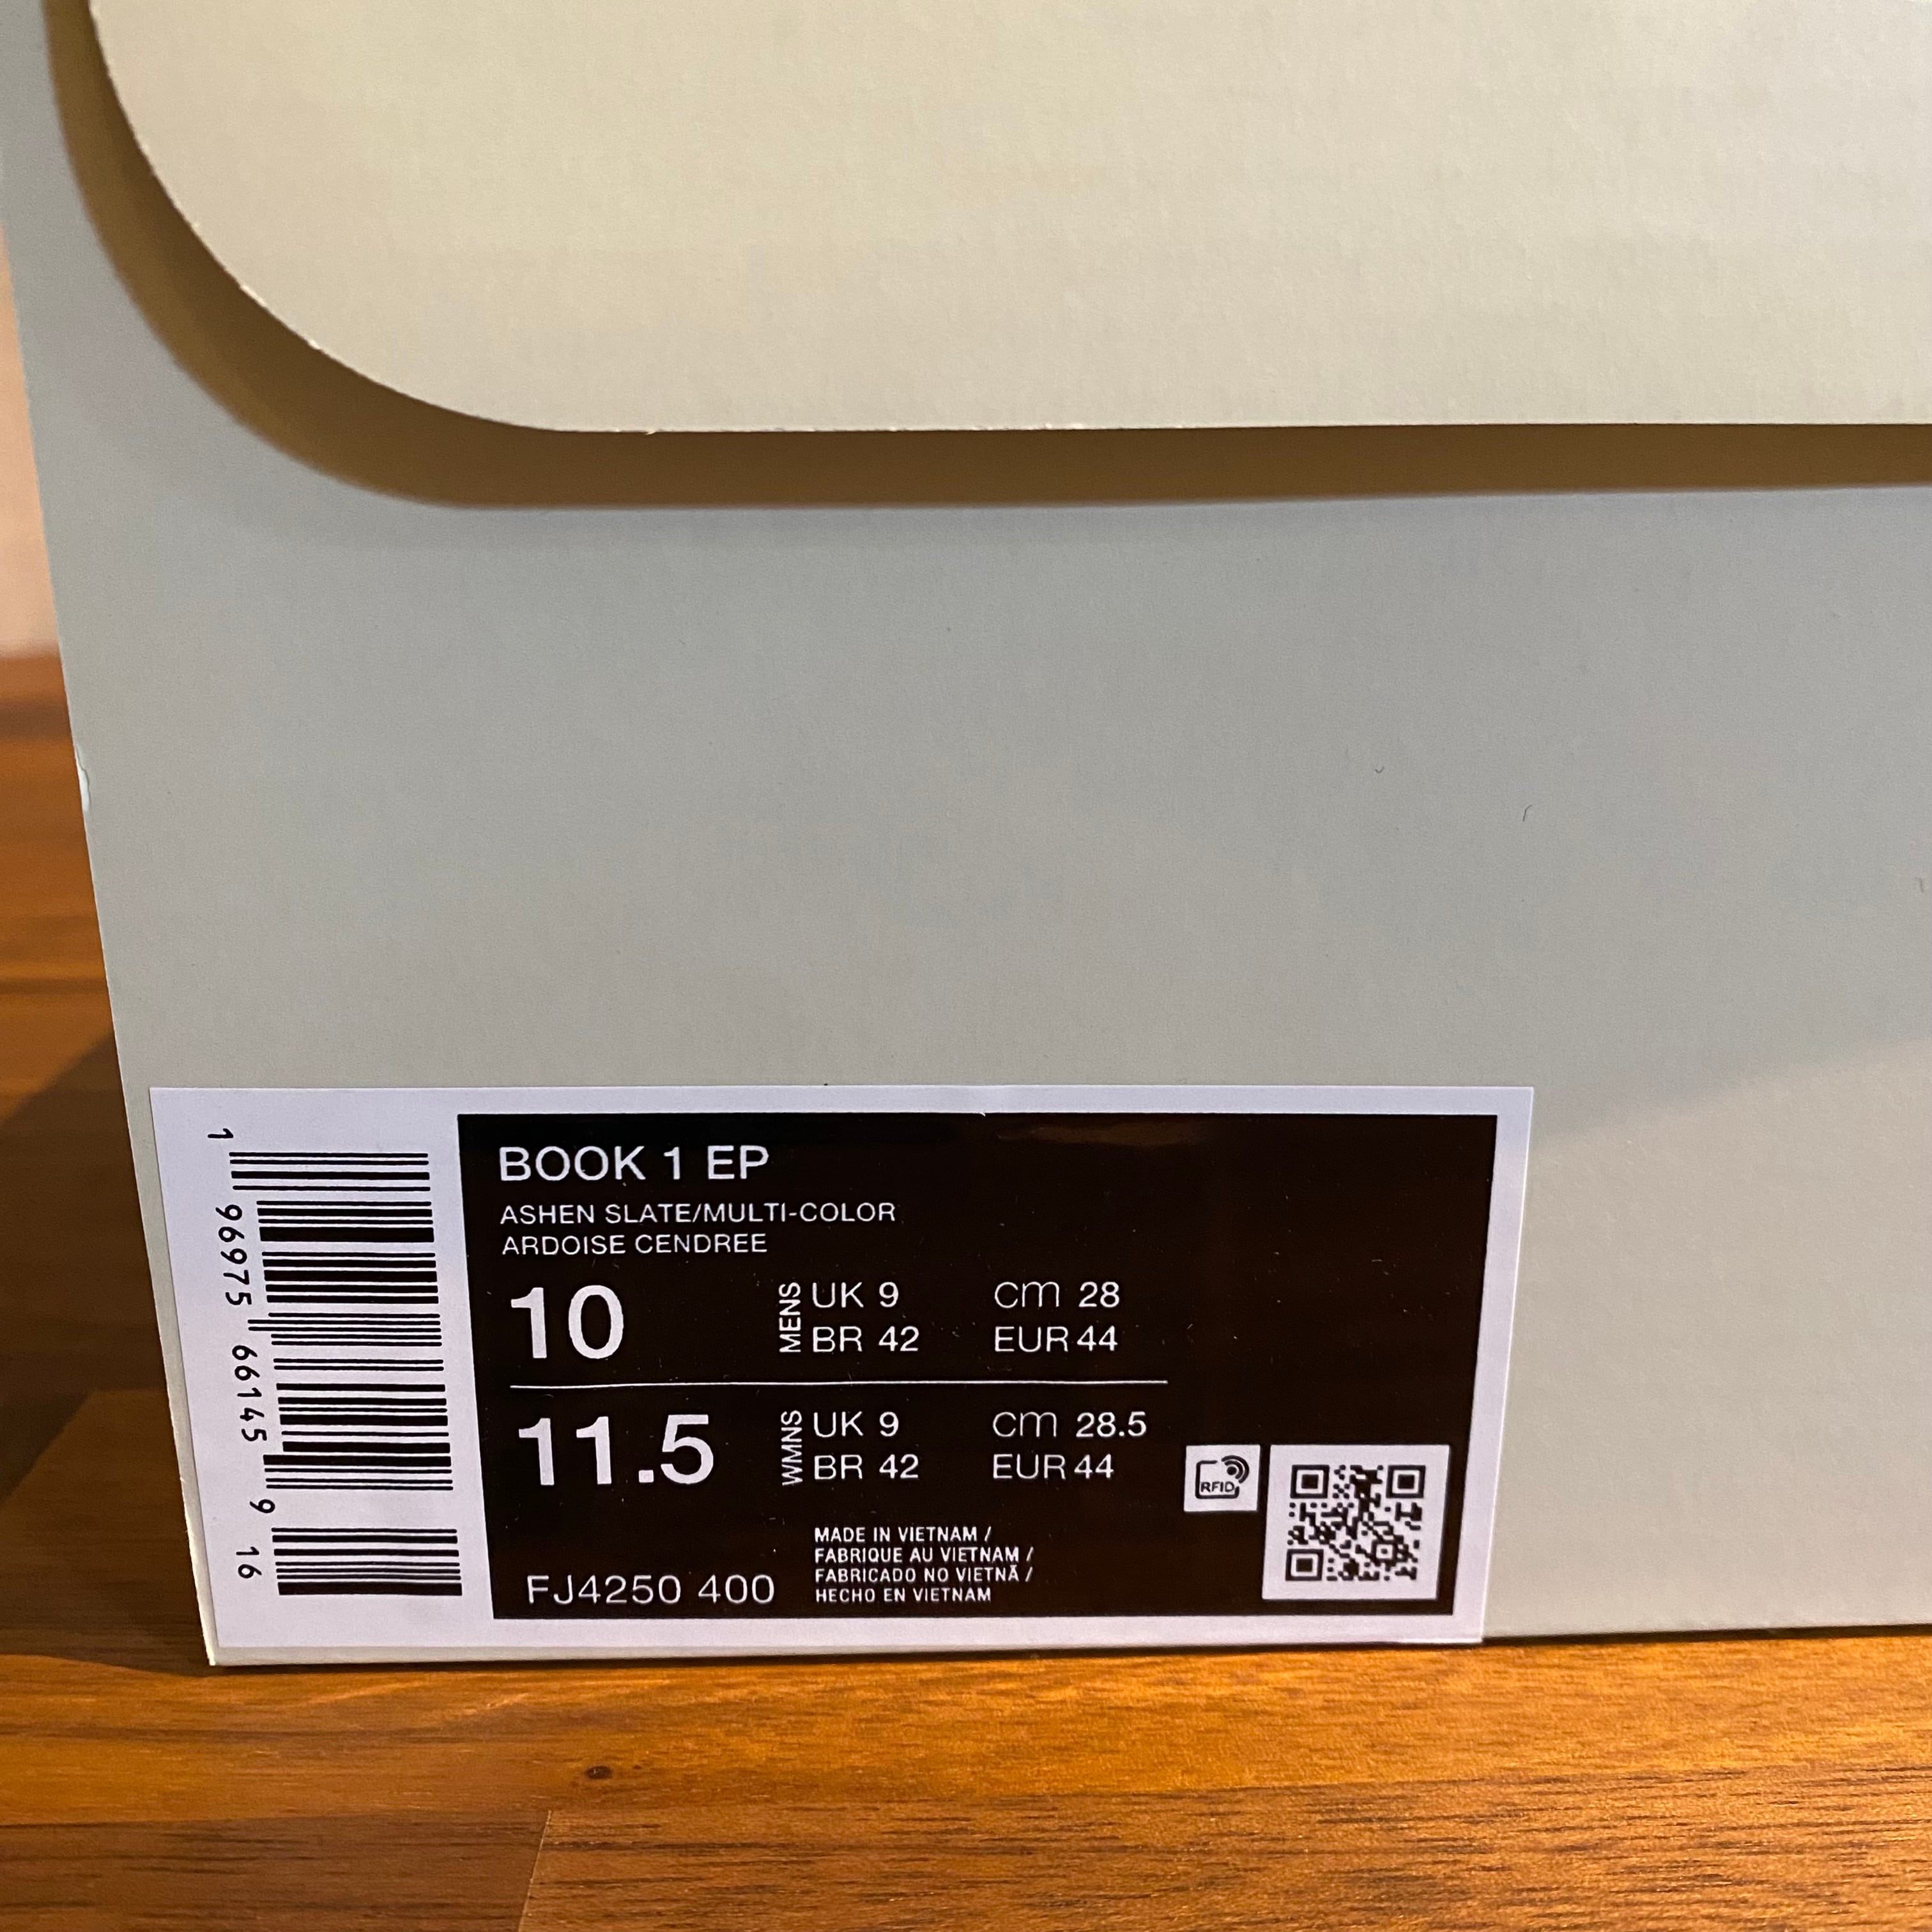 1 96975 66145 9 16
BOOK 1 EP
ASHEN SLATE/MULTI-COLOR
ARDOISE CENDREE
10 MENS UK 9 cm 28
BR 42 EUR 44
11.5 WMNS UK 9 cm 28.5
BR 42 EUR 44
RFID
MADE IN VIETNAM /
FABRIQUE AU VIETNAM /
FABRICADO NO VIETNÃ /
HECHO EN VIETNAM
FJ4250 400